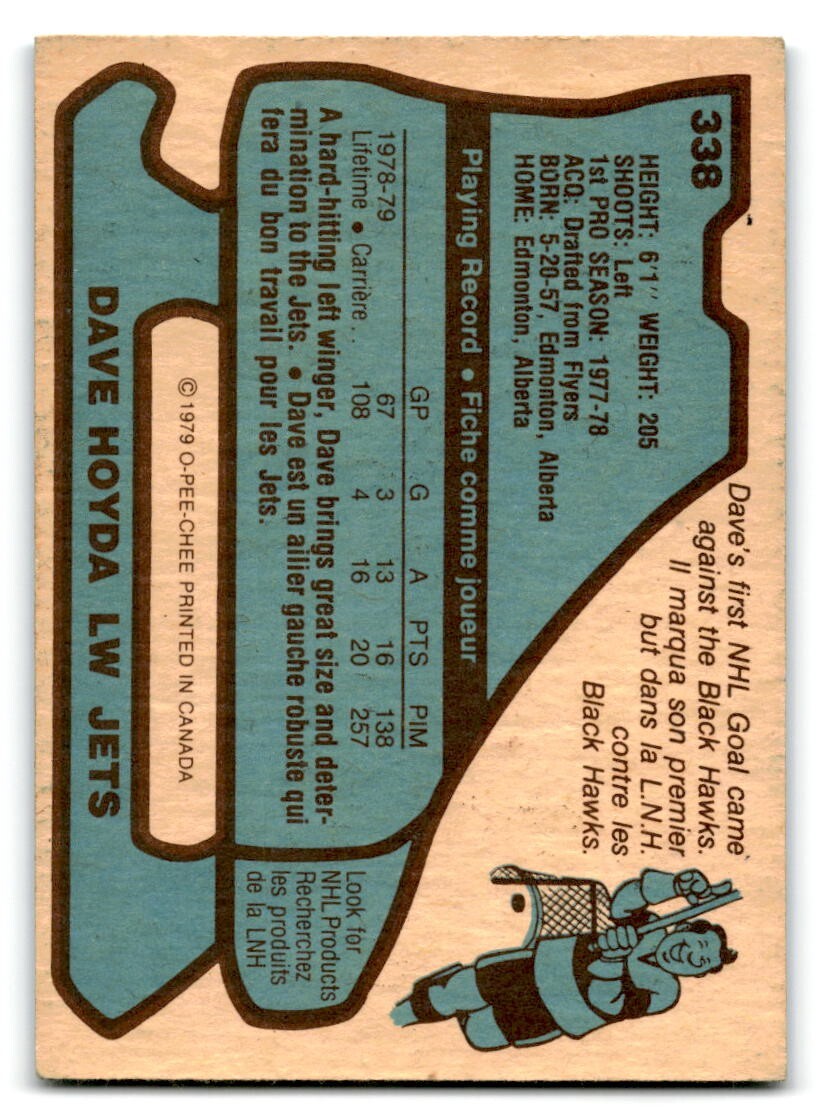 338
HEIGHT: 6'1" WEIGHT: 205
SHOOTS: Left
1st PRO SEASON: 1977-78
ACQ: Drafted from Flyers
BORN: 5-20-57, Edmonton, Alberta
HOME: Edmonton, Alberta
Dave's first NHL Goal came
against the Black Hawks.
Il marqua son premier
but dans la L.N.H.
contre les
Black Hawks.
Playing Record • Fiche comme joueur
GP G A PTS PIM
1978-79 67 3 13 16 138
Lifetime • Carrière .. 108 4 16 20 257
A hard-hitting left winger, Dave brings great size and deter-
mination to the Jets. • Dave est un ailier gauche robuste qui
fera du bon travail pour les Jets.
Look for
NHL Products
Recherchez
les produits
de la LNH
© 1979 O-PEE-CHEE PRINTED IN CANADA
DAVE HOYDA LW JETS